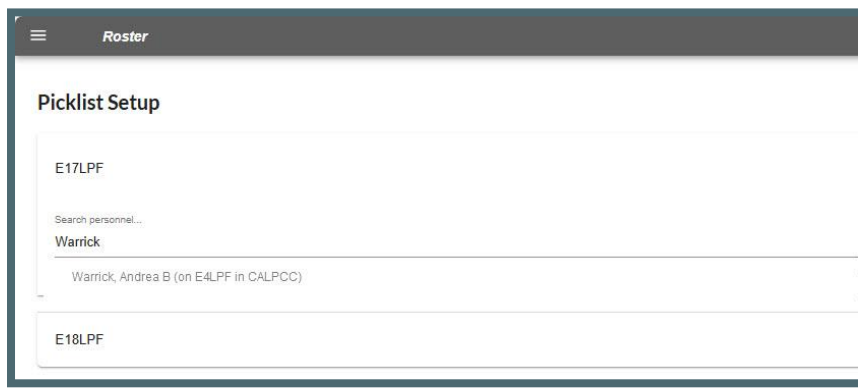 Roster
Picklist Setup
E17LPF
Search personnel...
Warrick
Warrick, Andrea B (on E4LPF in CALPCC)
E18LPF